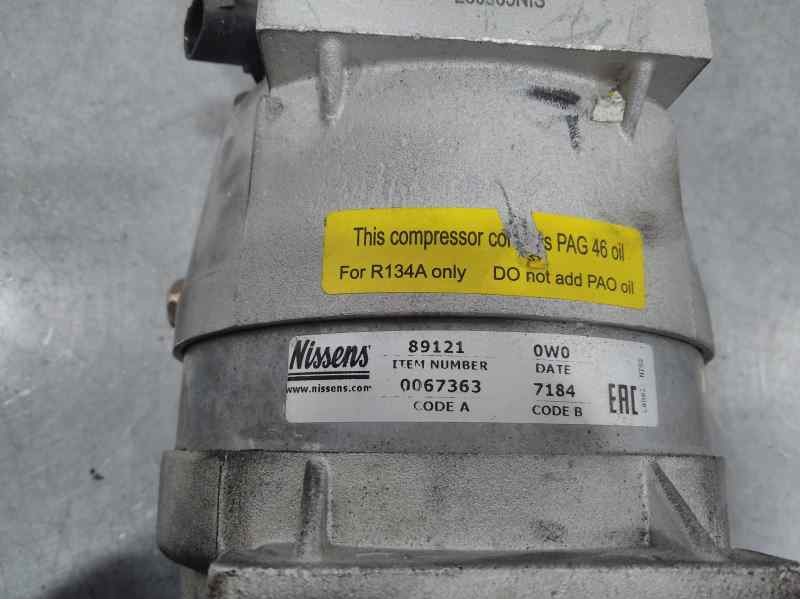 This compressor PAG 46 oil
For R134A only DO not add PAO oil
Nissens 89121 0W0
ITEM NUMBER DATE
www.nissens.com 0067363 7184 EAC
CODE A CODE B